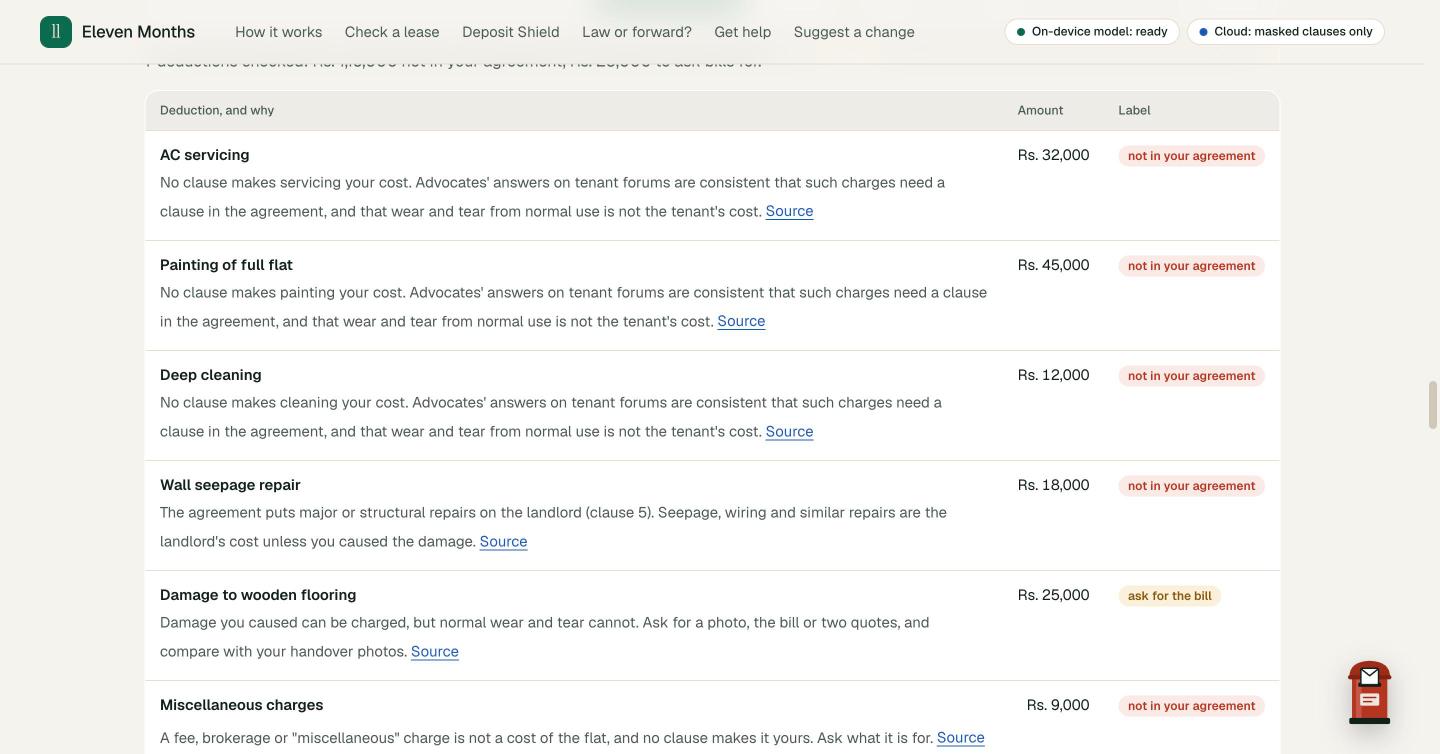 Eleven Months
How it works
Check a lease
Deposit Shield
Law or forward?
Get help
Suggest a change
On-device model: ready
Cloud: masked clauses only
Deduction, and why
Amount
Label
AC servicing
Rs. 32,000
not in your agreement
No clause makes servicing your cost. Advocates' answers on tenant forums are consistent that such charges need a
clause in the agreement, and that wear and tear from normal use is not the tenant's cost. Source
Painting of full flat
Rs. 45,000
not in your agreement
No clause makes painting your cost. Advocates' answers on tenant forums are consistent that such charges need a clause
in the agreement, and that wear and tear from normal use is not the tenant's cost. Source
Deep cleaning
Rs. 12,000
not in your agreement
No clause makes cleaning your cost. Advocates' answers on tenant forums are consistent that such charges need a
clause in the agreement, and that wear and tear from normal use is not the tenant's cost. Source
Wall seepage repair
Rs. 18,000
not in your agreement
The agreement puts major or structural repairs on the landlord (clause 5). Seepage, wiring and similar repairs are the
landlord's cost unless you caused the damage. Source
Damage to wooden flooring
Rs. 25,000
ask for the bill
Damage you caused can be charged, but normal wear and tear cannot. Ask for a photo, the bill or two quotes, and
compare with your handover photos. Source
Miscellaneous charges
Rs. 9,000
not in your agreement
A fee, brokerage or "miscellaneous" charge is not a cost of the flat, and no clause makes it yours. Ask what it is for. Source